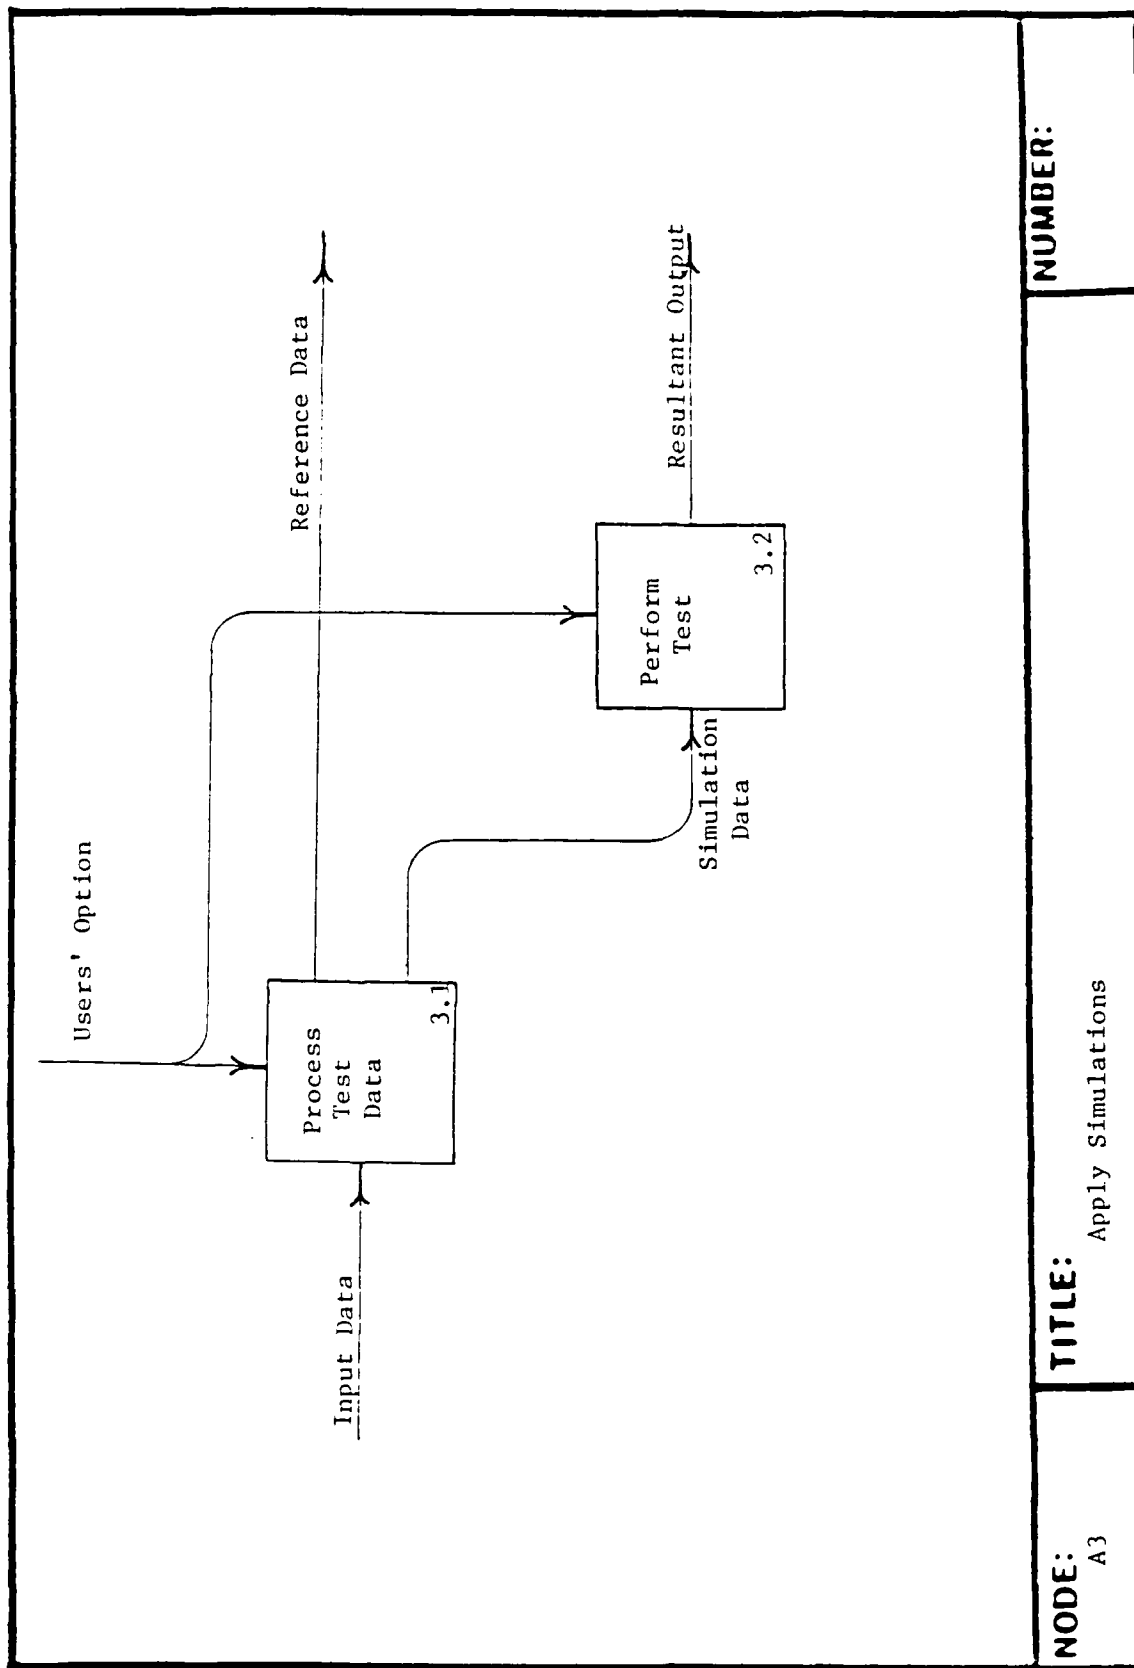 Users' Option
Reference Data
Input Data
Process
Test
Data
3.1
Simulation
Data
Perform
Test
3.2
Resultant Output
NODE:
A3
TITLE:
Apply Simulations
NUMBER: